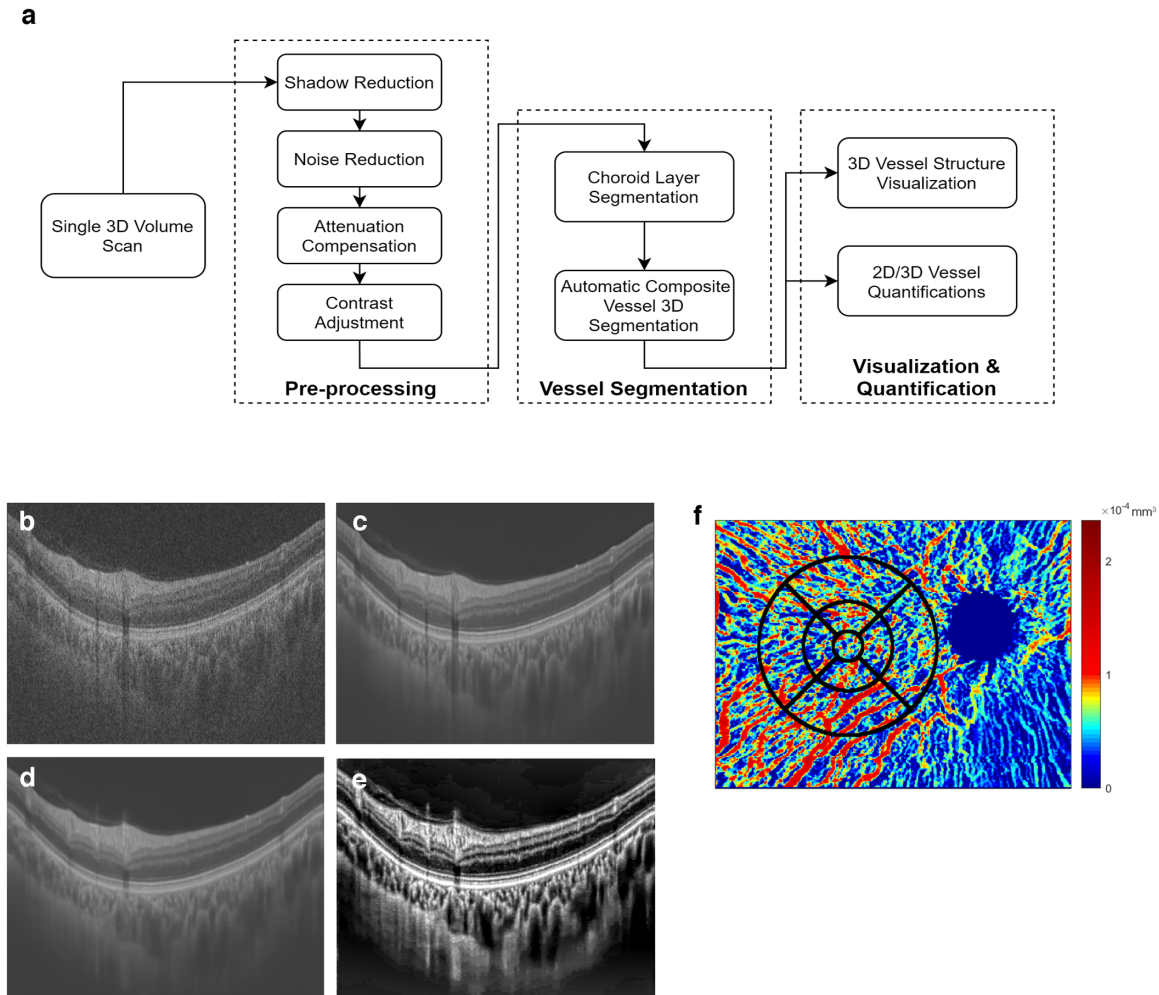 a
Shadow Reduction
Noise Reduction
Attenuation
Compensation
Contrast
Adjustment
Pre-processing
Single 3D Volume
Scan
Choroid Layer
Segmentation
Automatic Composite
Vessel 3D
Segmentation
Vessel Segmentation
3D Vessel Structure
Visualization
2D/3D Vessel
Quantifications
Visualization &
Quantification
b
c
d
e
f
×10⁻⁴ mm³
2
1
0